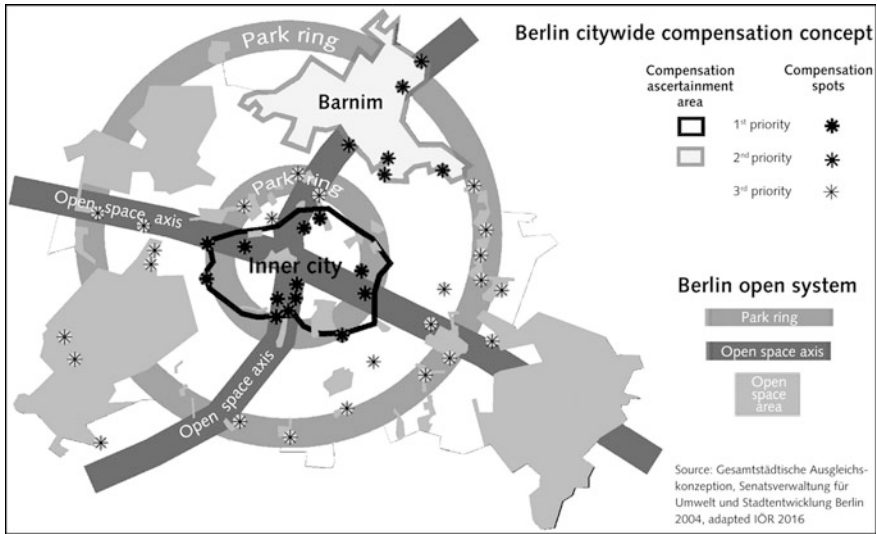 Park ring
Barnim
Park ring
Open space axis
Inner city
Open space axis
Berlin citywide compensation concept
Compensation
ascertainment
area
Compensation
spots
1st priority
2nd priority
3rd priority
Berlin open system
Park ring
Open space axis
Open
space
area
Source: Gesamtstädtische Ausgleichs-
konzeption, Senatsverwaltung für
Umwelt und Stadtentwicklung Berlin
2004, adapted IÖR 2016